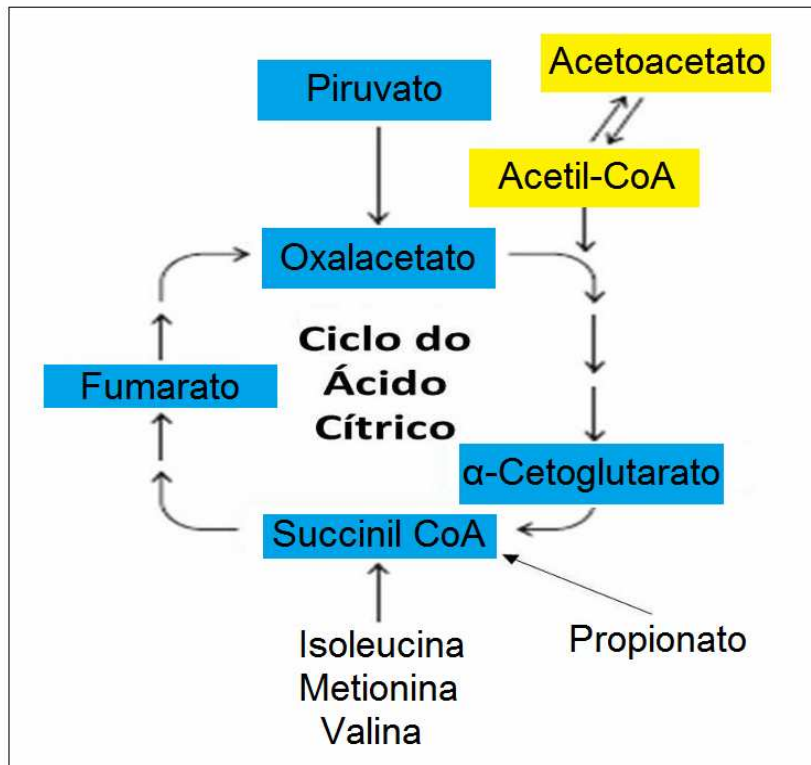 Acetoacetato
Piruvato
Acetil-CoA
Oxalacetato
Ciclo do
Ácido
Cítrico
Fumarato
α-Cetoglutarato
Succinil CoA
Propionato
Isoleucina
Metionina
Valina